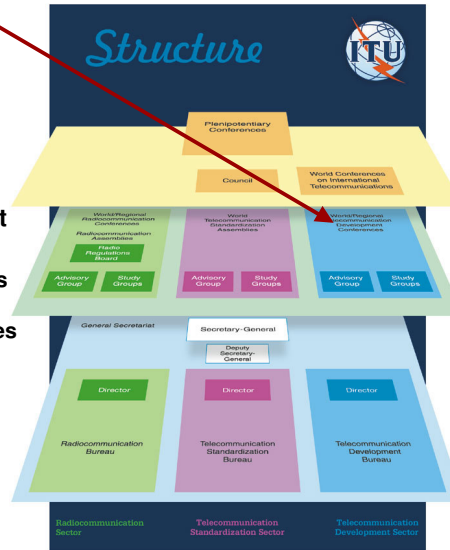 Structure
ITU
Plenipotentiary
Conferences
Council
World Conferences
on International
Telecommunications
World/Regional
Radiocommunication
Conferences
Radiocommunication
Assemblies
Radio
Regulations
Board
Advisory
Group
Study
Groups
World
Telecommunication
Standardization
Assemblies
Advisory
Group
Study
Groups
World/Regional
Telecommunication
Development
Conferences
Advisory
Group
Study
Groups
t
s
es
General Secretariat
Secretary-General
Deputy
Secretary-
General
Director
Radiocommunication
Bureau
Director
Telecommunication
Standardization
Bureau
Director
Telecommunication
Development
Bureau
Radiocommunication
Sector
Telecommunication
Standardization Sector
Telecommunication
Development Sector